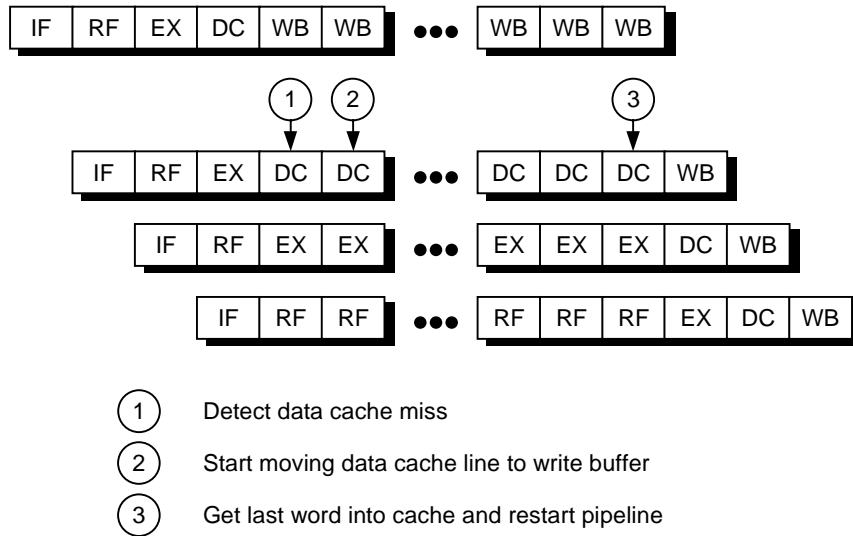 IF RF EX DC WB WB ●●● WB WB WB
1 2 3
IF RF EX DC DC ●●● DC DC DC WB
IF RF EX EX ●●● EX EX EX DC WB
IF RF RF ●●● RF RF RF EX DC WB
1 Detect data cache miss
2 Start moving data cache line to write buffer
3 Get last word into cache and restart pipeline